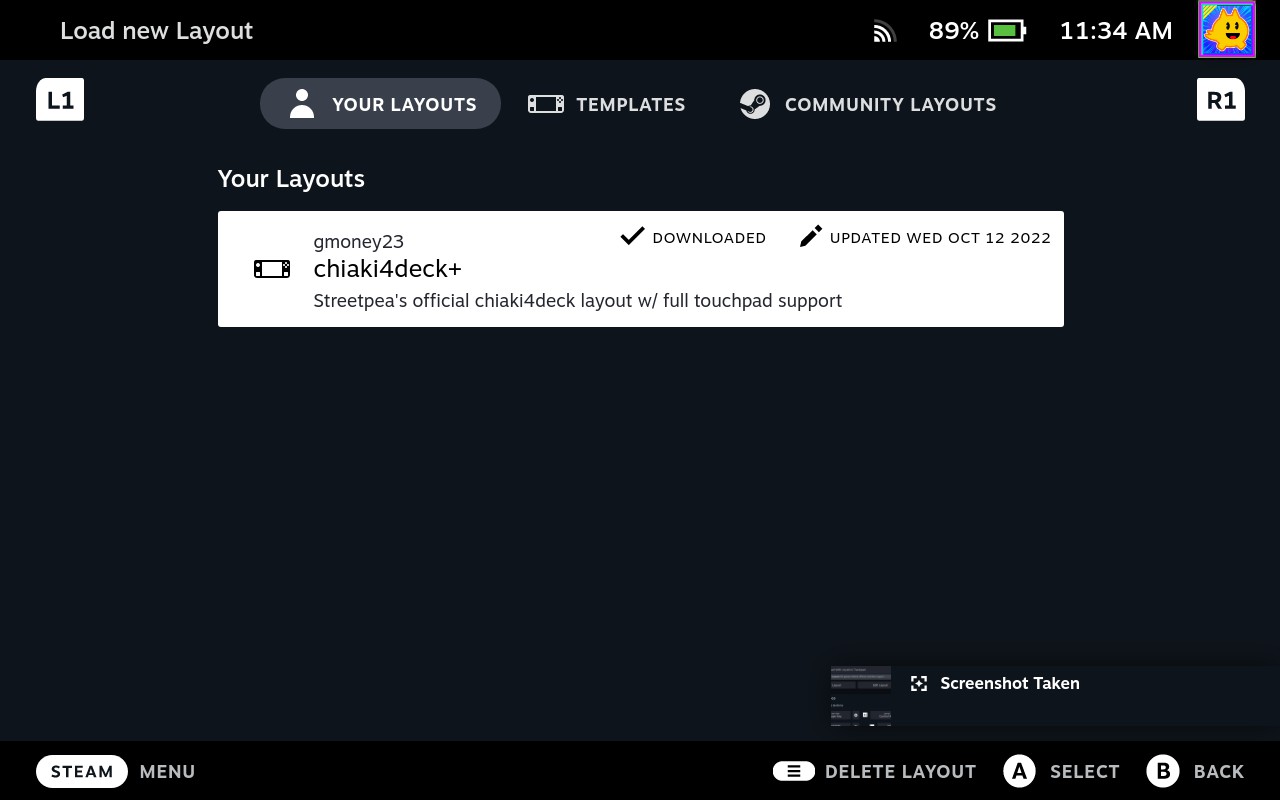 Load new Layout
89%
11:34 AM
L1
YOUR LAYOUTS
TEMPLATES
COMMUNITY LAYOUTS
R1
Your Layouts
gmoney23
DOWNLOADED
UPDATED WED OCT 12 2022
chiaki4deck+
Streetpea's official chiaki4deck layout w/ full touchpad support
Screenshot Taken
STEAM
MENU
DELETE LAYOUT
A
SELECT
B
BACK